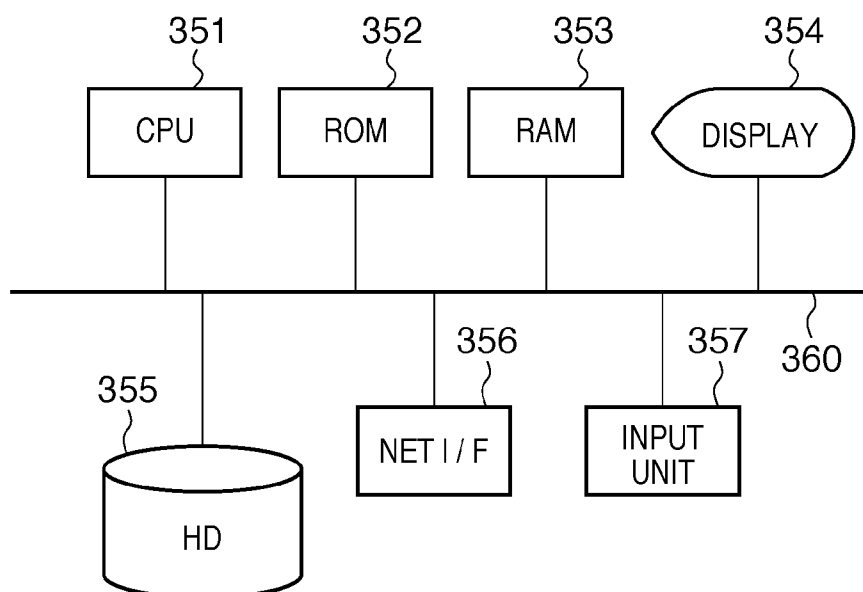 351
352
353
354
CPU
ROM
RAM
DISPLAY
360
356
357
355
NET I / F
INPUT
UNIT
HD